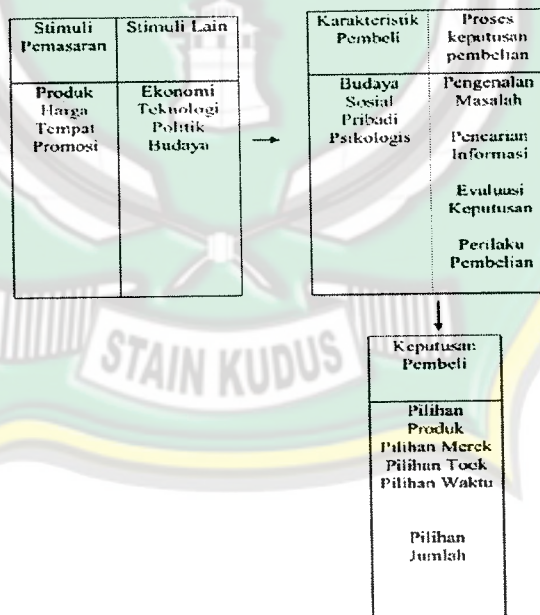 Stimuli
Pemasaran
Stimuli Lain
Produk
Harga
Tempat
Promosi
Ekonomi
Teknologi
Politik
Budaya
Karakteristik
Pembeli
Proses
keputusan
pembelian
Budaya
Sosial
Pribadi
Psikologis
Pengenalan
Masalah
Pencarian
Informasi
Evaluasi
Keputusan
Perilaku
Pembelian
STAIN KUDUS
Keputusan
Pembeli
Pilihan
Produk
Pilihan Merek
Pilihan Took
Pilihan Waktu
Pilihan
Jumlah